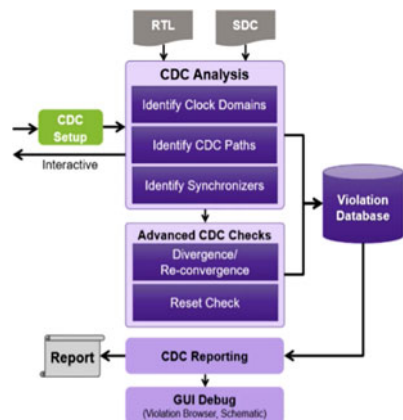 RTL
SDC
CDC Analysis
Identify Clock Domains
CDC
Setup
Identify CDC Paths
Interactive
Identify Synchronizers
Violation
Database
Advanced CDC Checks
Divergence/
Re-convergence
Reset Check
Report
CDC Reporting
GUI Debug
(Violation Browser, Schematic)